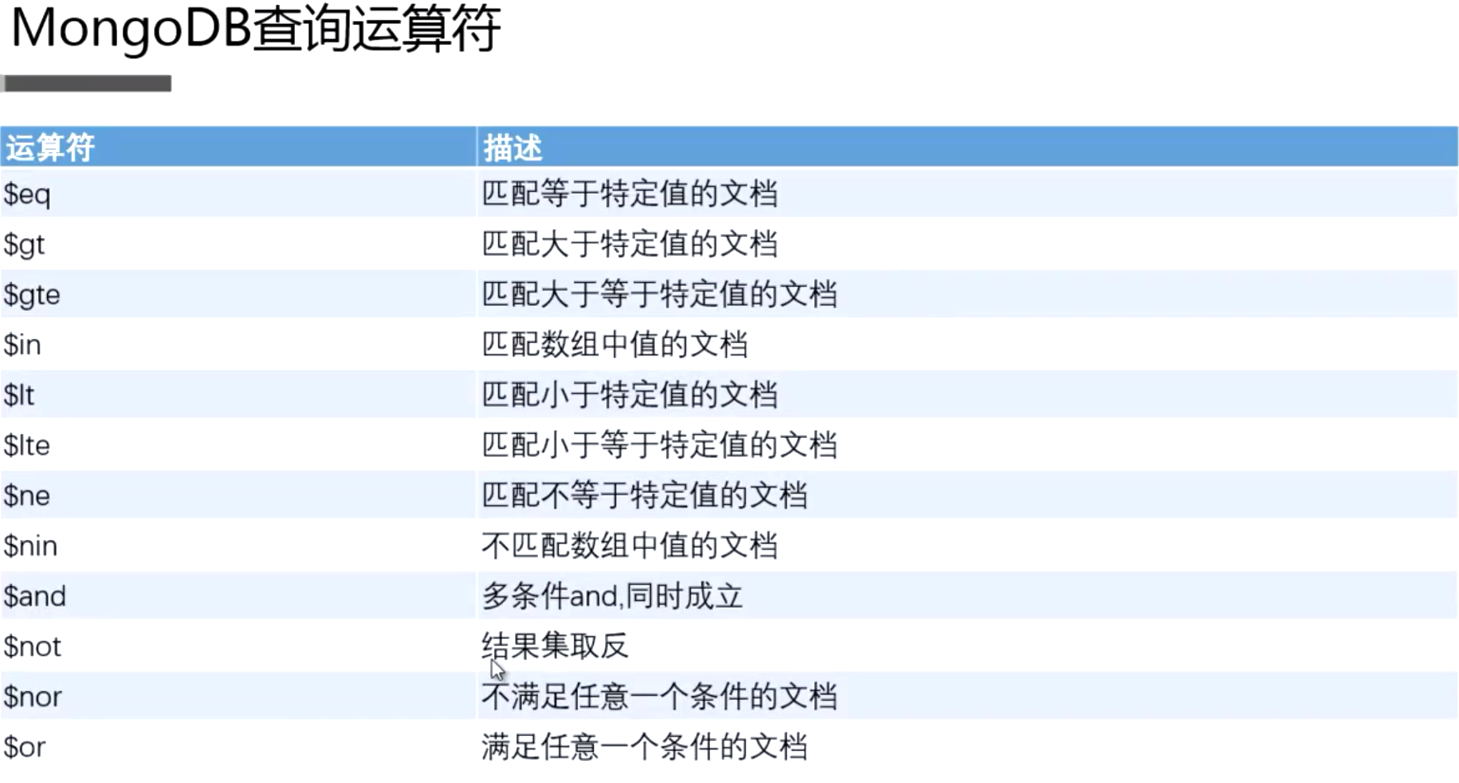 MongoDB查询运算符
运算符 描述
$eq 匹配等于特定值的文档
$gt 匹配大于特定值的文档
$gte 匹配大于等于特定值的文档
$in 匹配数组中值的文档
$lt 匹配小于特定值的文档
$lte 匹配小于等于特定值的文档
$ne 匹配不等于特定值的文档
$nin 不匹配数组中值的文档
$and 多条件and,同时成立
$not 结果集取反
$nor 不满足任意一个条件的文档
$or 满足任意一个条件的文档